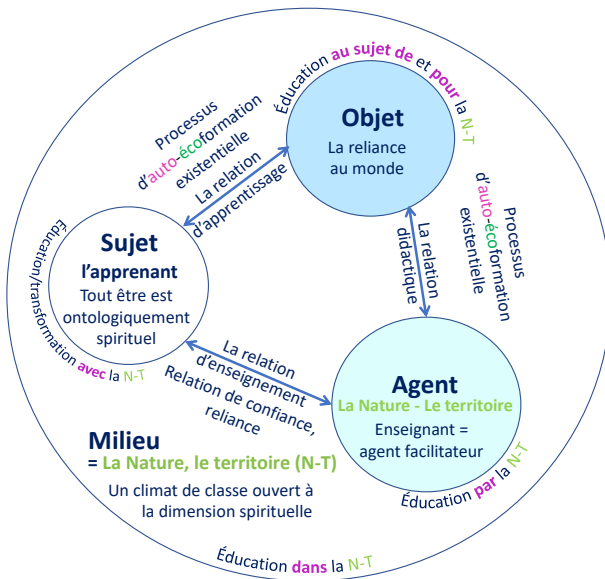 Éducation au sujet de et pour la N-T
Objet
La reliance
au monde
Processus
d'auto-écoformation
existentielle
La relation
d'apprentissage
Processus
d'auto-écoformation
existentielle
La relation
didactique
Éducation/transformation avec la N-T
Sujet
l'apprenant
Tout être est
ontologiquement
spirituel
La relation
d'enseignement
Relation de confiance,
reliance
Agent
La Nature - Le territoire
Enseignant =
agent facilitateur
Éducation par la N-T
Milieu
= La Nature, le territoire (N-T)
Un climat de classe ouvert à
la dimension spirituelle
Éducation dans la N-T